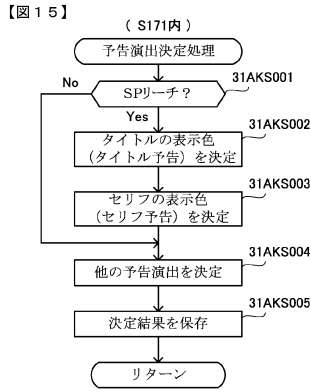 【図１５】
（ S171内 ）
予告演出決定処理
31AKS001
No
SPリーチ？
Yes
31AKS002
タイトルの表示色
（タイトル予告）を決定
31AKS003
セリフの表示色
（セリフ予告）を決定
31AKS004
他の予告演出を決定
31AKS005
決定結果を保存
リターン